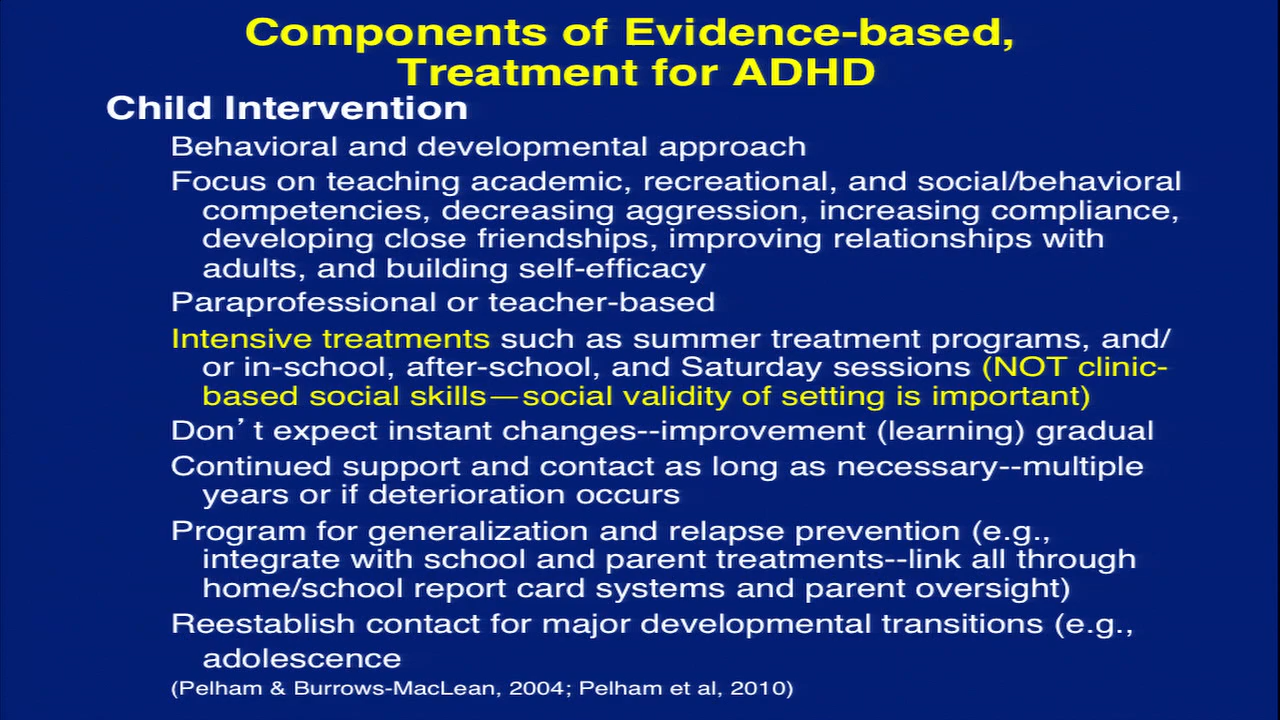 Components of Evidence-based,
Treatment for ADHD
Child Intervention
Behavioral and developmental approach
Focus on teaching academic, recreational, and social/behavioral
competencies, decreasing aggression, increasing compliance,
developing close friendships, improving relationships with
adults, and building self-efficacy
Paraprofessional or teacher-based
Intensive treatments such as summer treatment programs, and/
or in-school, after-school, and Saturday sessions (NOT clinic-
based social skills—social validity of setting is important)
Don’t expect instant changes--improvement (learning) gradual
Continued support and contact as long as necessary--multiple
years or if deterioration occurs
Program for generalization and relapse prevention (e.g.,
integrate with school and parent treatments--link all through
home/school report card systems and parent oversight)
Reestablish contact for major developmental transitions (e.g.,
adolescence
(Pelham & Burrows-MacLean, 2004; Pelham et al, 2010)